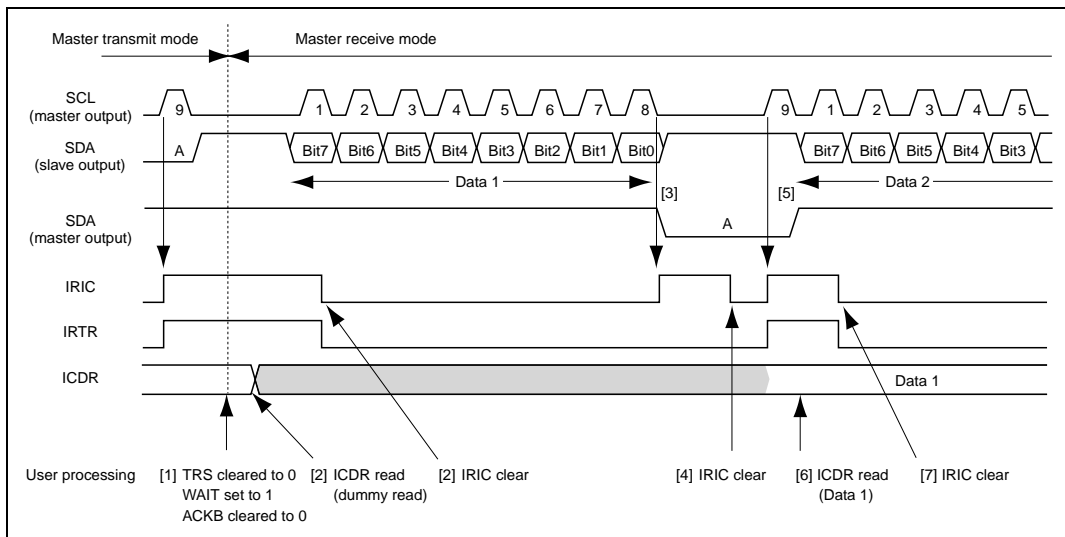 Master transmit mode
Master receive mode
SCL
(master output)
9 1 2 3 4 5 6 7 8 9 1 2 3 4 5
SDA
(slave output)
A Bit7 Bit6 Bit5 Bit4 Bit3 Bit2 Bit1 Bit0 Bit7 Bit6 Bit5 Bit4 Bit3
Data 1 [3] [5] Data 2
SDA
(master output)
A
IRIC
IRTR
ICDR
Data 1
User processing
[1] TRS cleared to 0
WAIT set to 1
ACKB cleared to 0
[2] ICDR read
(dummy read)
[2] IRIC clear
[4] IRIC clear
[6] ICDR read
(Data 1)
[7] IRIC clear